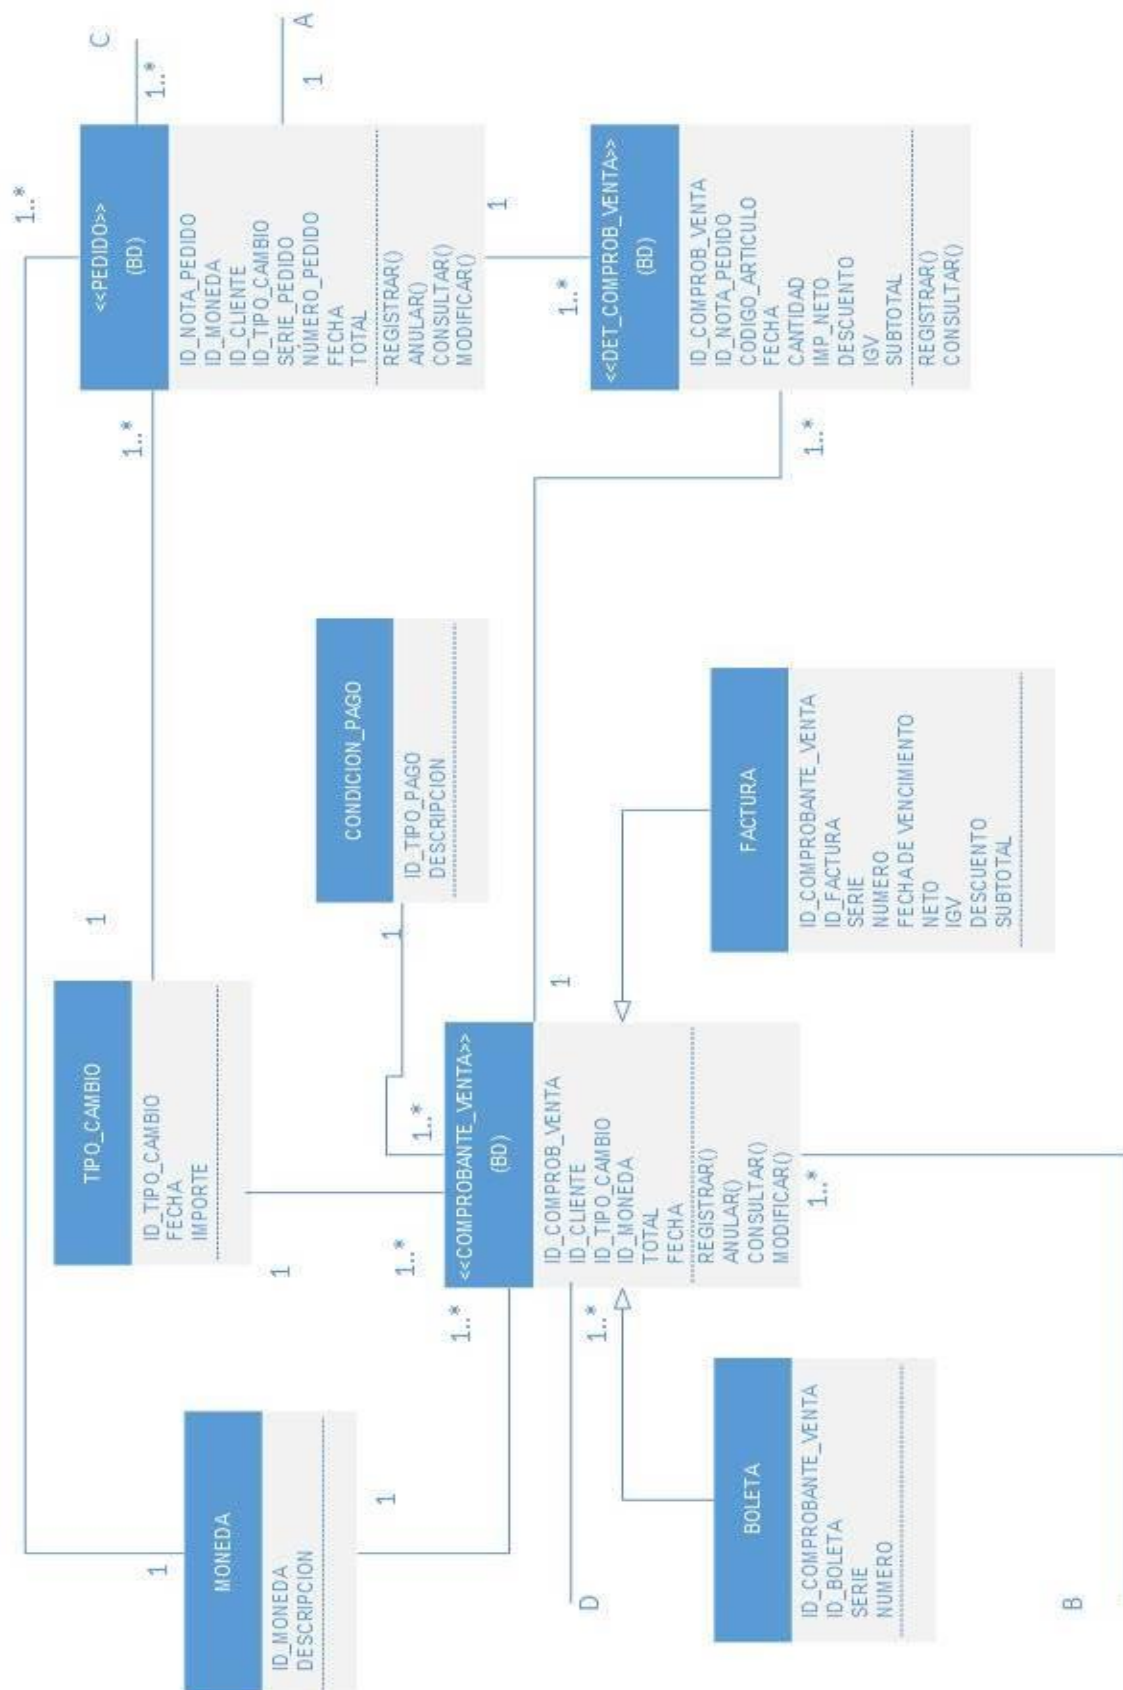 MONEDA
ID_MONEDA
DESCRIPCION
1
1
TIPO_CAMBIO
ID_TIPO_CAMBIO
FECHA
IMPORTE
1
1
1..*
<<PEDIDO>>
(BD)
ID_NOTA_PEDIDO
ID_MONEDA
ID_CLIENTE
ID_TIPO_CAMBIO
SERIE_PEDIDO
NUMERO_PEDIDO
FECHA
TOTAL
REGISTRAR()
ANULAR()
CONSULTAR()
MODIFICAR()
1..*
1..*
C
A
1
1
CONDICION_PAGO
ID_TIPO_PAGO
DESCRIPCION
1
1..*
1..*
1..*
<<COMPROBANTE_VENTA>>
(BD)
ID_COMPROB_VENTA
ID_CLIENTE
ID_TIPO_CAMBIO
ID_MONEDA
TOTAL
FECHA
REGISTRAR()
ANULAR()
CONSULTAR()
MODIFICAR()
1
D
1..*
1..*
1..*
<<DET_COMPROB_VENTA>>
(BD)
ID_COMPROB_VENTA
ID_NOTA_PEDIDO
CODIGO_ARTICULO
FECHA
CANTIDAD
IMP_NETO
DESCUENTO
IGV
SUBTOTAL
REGISTRAR()
CONSULTAR()
1..*
BOLETA
ID_COMPROBANTE_VENTA
ID_BOLETA
SERIE
NUMERO
FACTURA
ID_COMPROBANTE_VENTA
ID_FACTURA
SERIE
NUMERO
FECHA DE VENCIMIENTO
NETO
IGV
DESCUENTO
SUBTOTAL
B